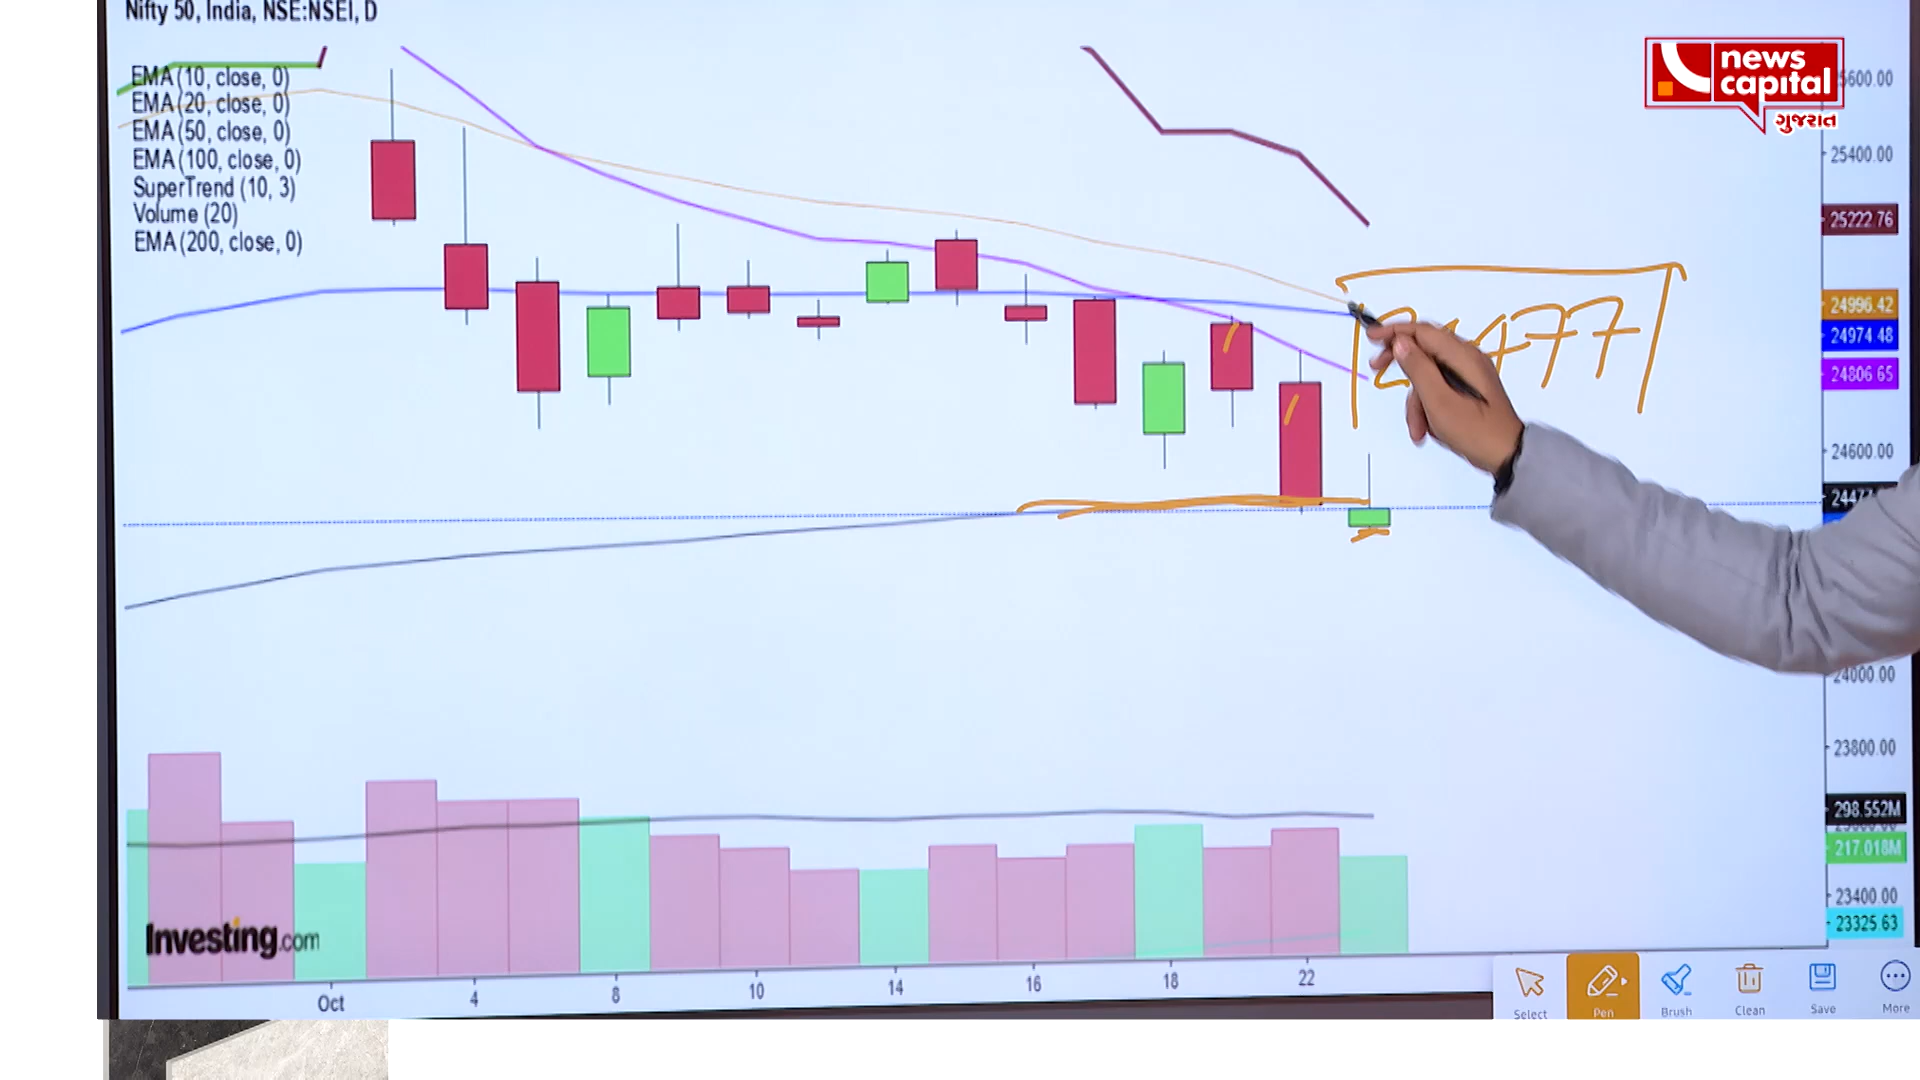 Nifty 50, India, NSE:NSEI, D
news
capital
ગુજરાત
EMA (10, close, 0)
EMA (20, close, 0)
EMA (50, close, 0)
EMA (100, close, 0)
SuperTrend (10, 3)
Volume (20)
EMA (200, close, 0)
25600.00
25400.00
25222.76
24996.42
24974.48
24806.65
24600.00
24000.00
23800.00
298.552M
217.018M
23400.00
23325.63
Investing.com
Oct 4 8 10 14 16 18 22
Select Pen Brush Clean Save More